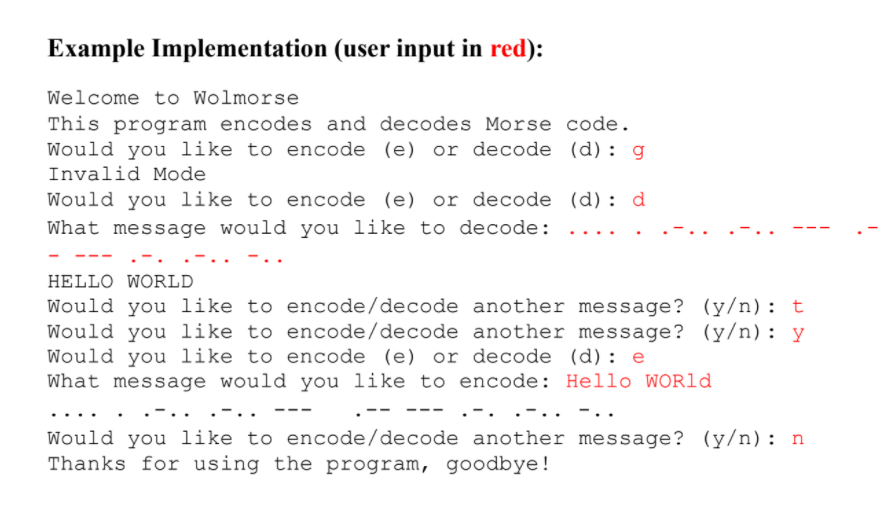 Example Implementation (user input in red):
Welcome to Wolmorse
This program encodes and decodes Morse code.
Would you like to encode (e) or decode (d): g
Invalid Mode
Would you like to encode (e) or decode (d): d
What message would you like to decode: .... . .-.. .-.. ---  .-
- --- .-. .-.. -..
HELLO WORLD
Would you like to encode/decode another message? (y/n): t
Would you like to encode/decode another message? (y/n): y
Would you like to encode (e) or decode (d): e
What message would you like to encode: Hello WORld
.... . .-.. .-.. ---   .-- --- .-. .-.. -..
Would you like to encode/decode another message? (y/n): n
Thanks for using the program, goodbye!